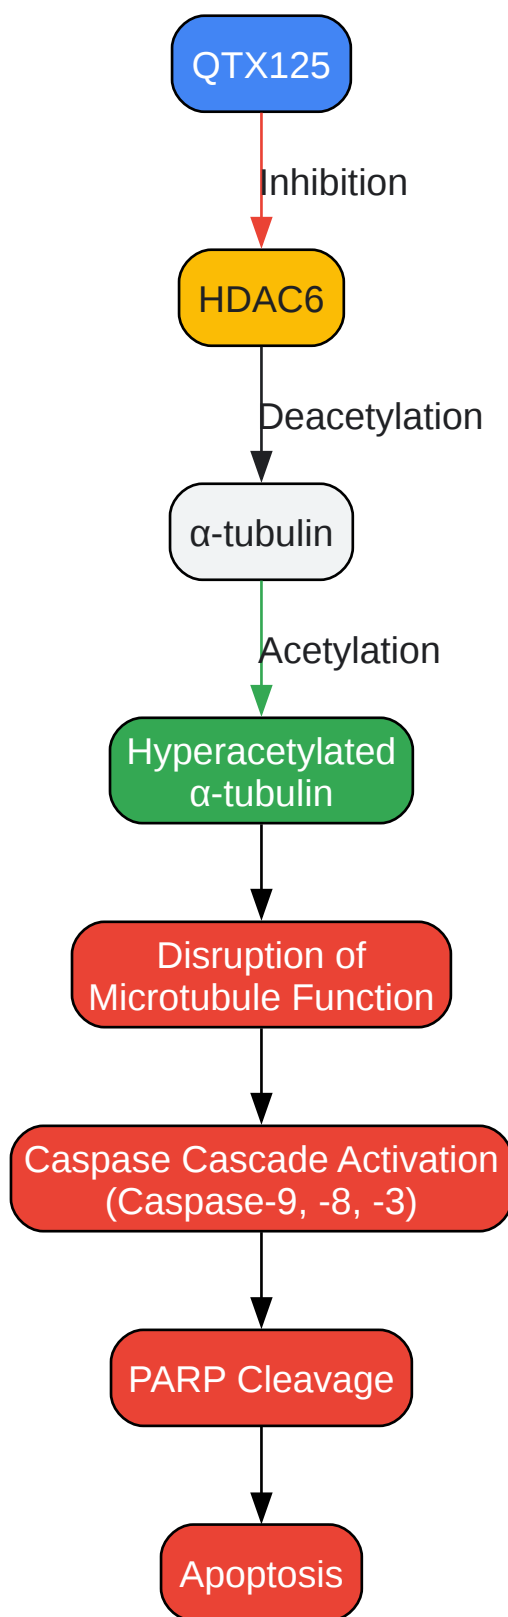 QTX125
Inhibition
HDAC6
Deacetylation
α-tubulin
Acetylation
Hyperacetylated
α-tubulin
Disruption of
Microtubule Function
Caspase Cascade Activation
(Caspase-9, -8, -3)
PARP Cleavage
Apoptosis